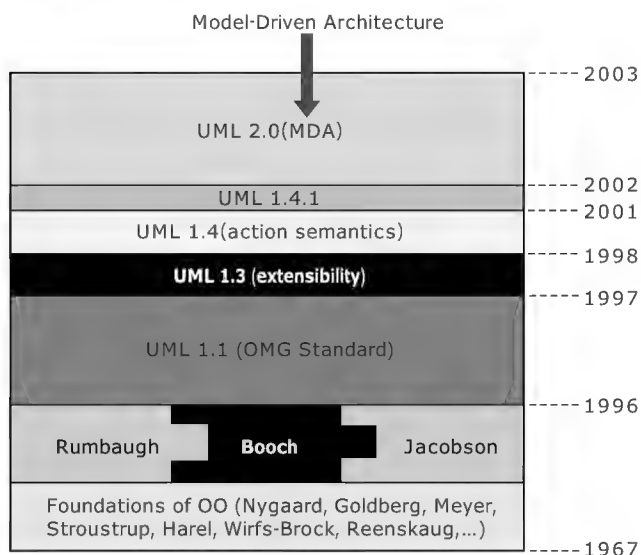 Model-Driven Architecture
2003
UML 2.0(MDA)
2002
UML 1.4.1
2001
UML 1.4(action semantics)
1998
UML 1.3 (extensibility)
1997
UML 1.1 (OMG Standard)
1996
Rumbaugh Booch Jacobson
Foundations of OO (Nygaard, Goldberg, Meyer,
Stroustrup, Harel, Wirfs-Brock, Reenskaug,...)
1967